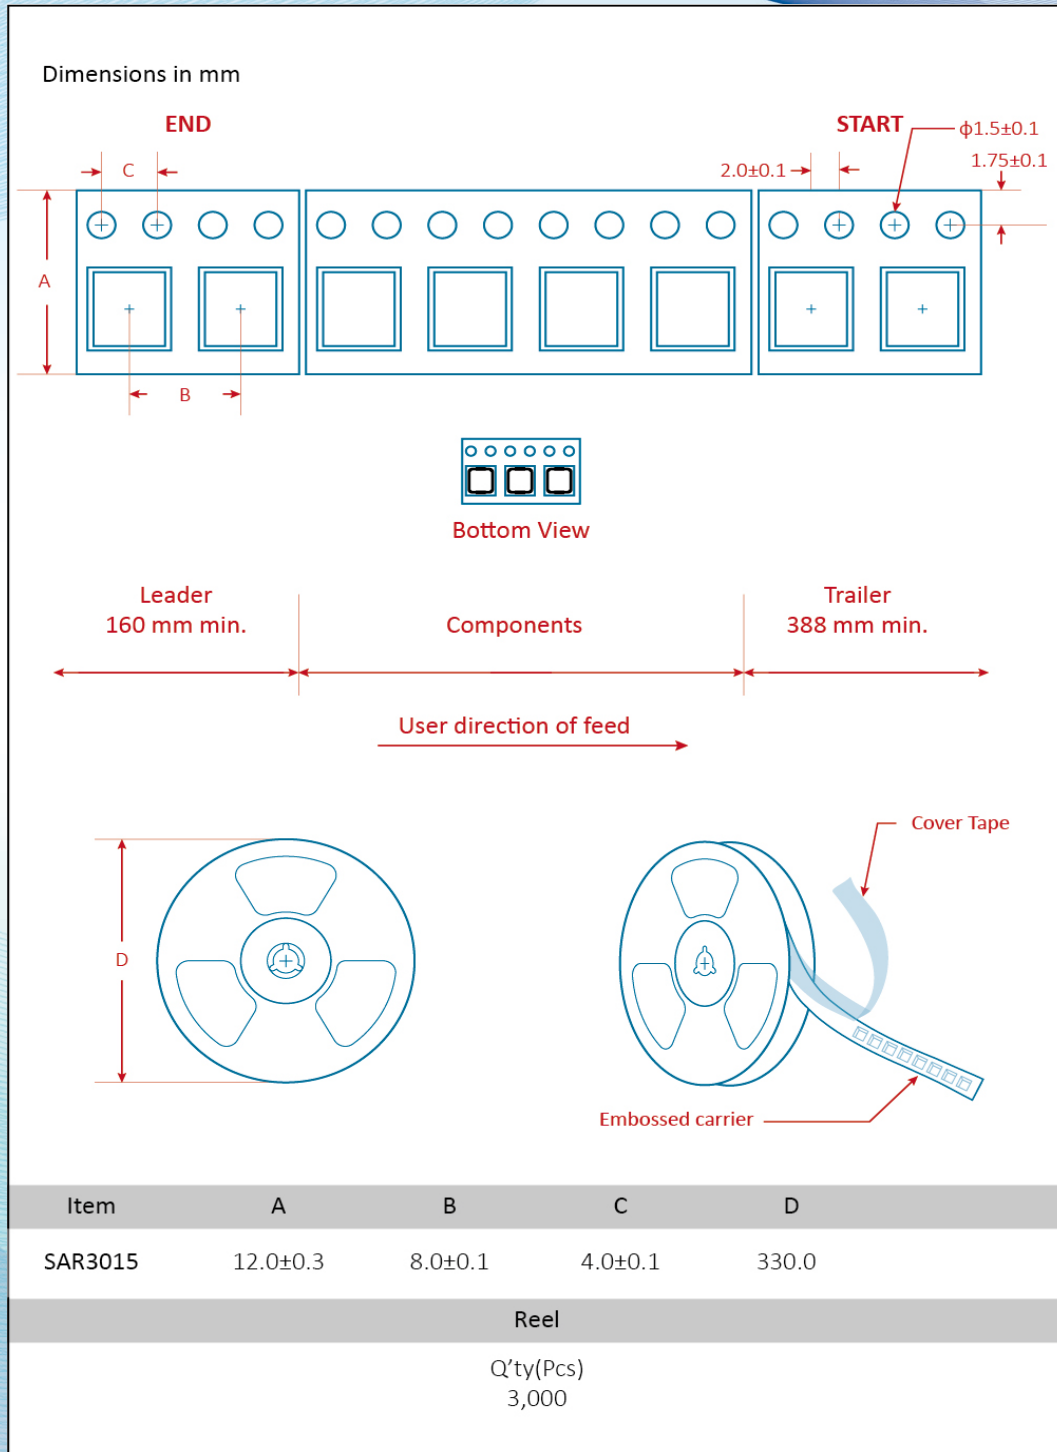 Dimensions in mm
END
START
ϕ1.5±0.1
1.75±0.1
2.0±0.1
C
A
B
Bottom View
Leader
160 mm min.
Components
Trailer
388 mm min.
User direction of feed
Cover Tape
D
Embossed carrier
Item A B C D
SAR3015 12.0±0.3 8.0±0.1 4.0±0.1 330.0
Reel
Q'ty(Pcs)
3,000